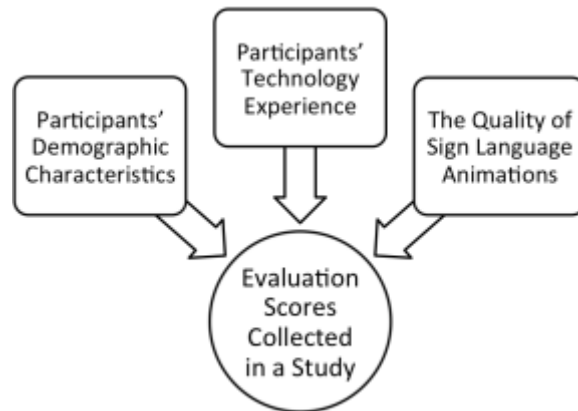 Participants'
Technology
Experience
Participants'
Demographic
Characteristics
The Quality of
Sign Language
Animations
Evaluation
Scores
Collected
in a Study